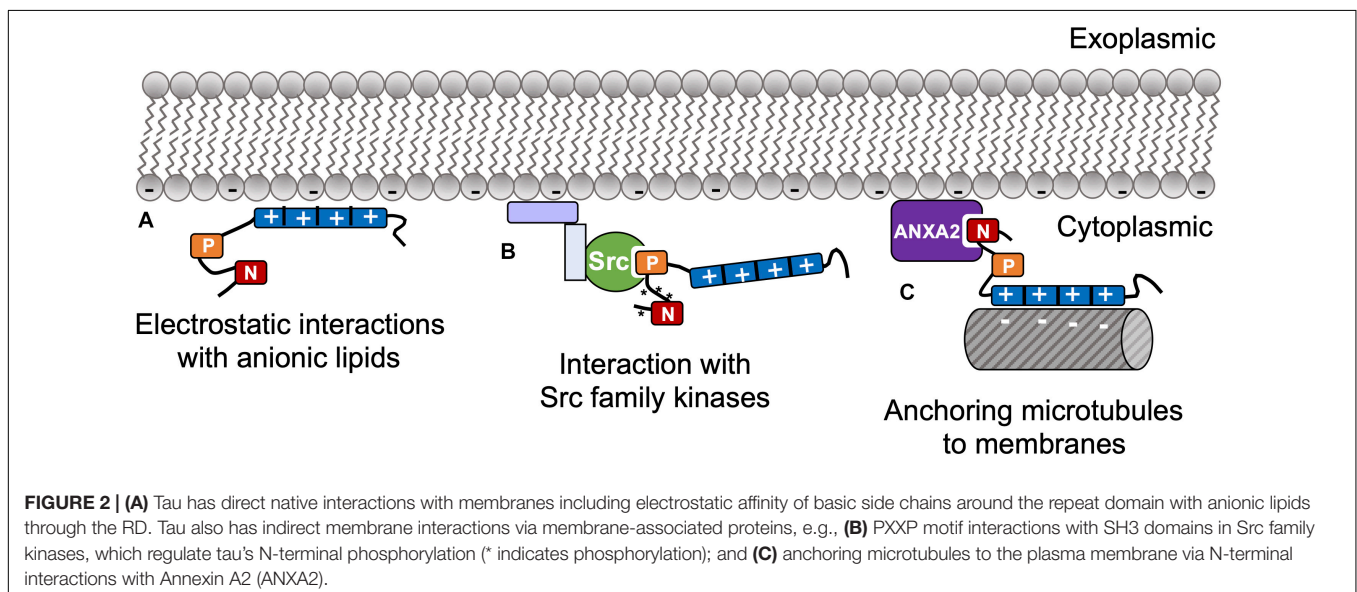 Exoplasmic
- - - - - - - - - - - - - -
A
+ + + +
P
N
Electrostatic interactions
with anionic lipids
B
Src
P
+ + + +
* * *
*
N
Interaction with
Src family kinases
ANXA2
N
Cytoplasmic
P
C
+ + + +
- - - -
Anchoring microtubules
to membranes
FIGURE 2 | (A) Tau has direct native interactions with membranes including electrostatic affinity of basic side chains around the repeat domain with anionic lipids
through the RD. Tau also has indirect membrane interactions via membrane-associated proteins, e.g., (B) PXXP motif interactions with SH3 domains in Src family
kinases, which regulate tau's N-terminal phosphorylation (* indicates phosphorylation); and (C) anchoring microtubules to the plasma membrane via N-terminal
interactions with Annexin A2 (ANXA2).